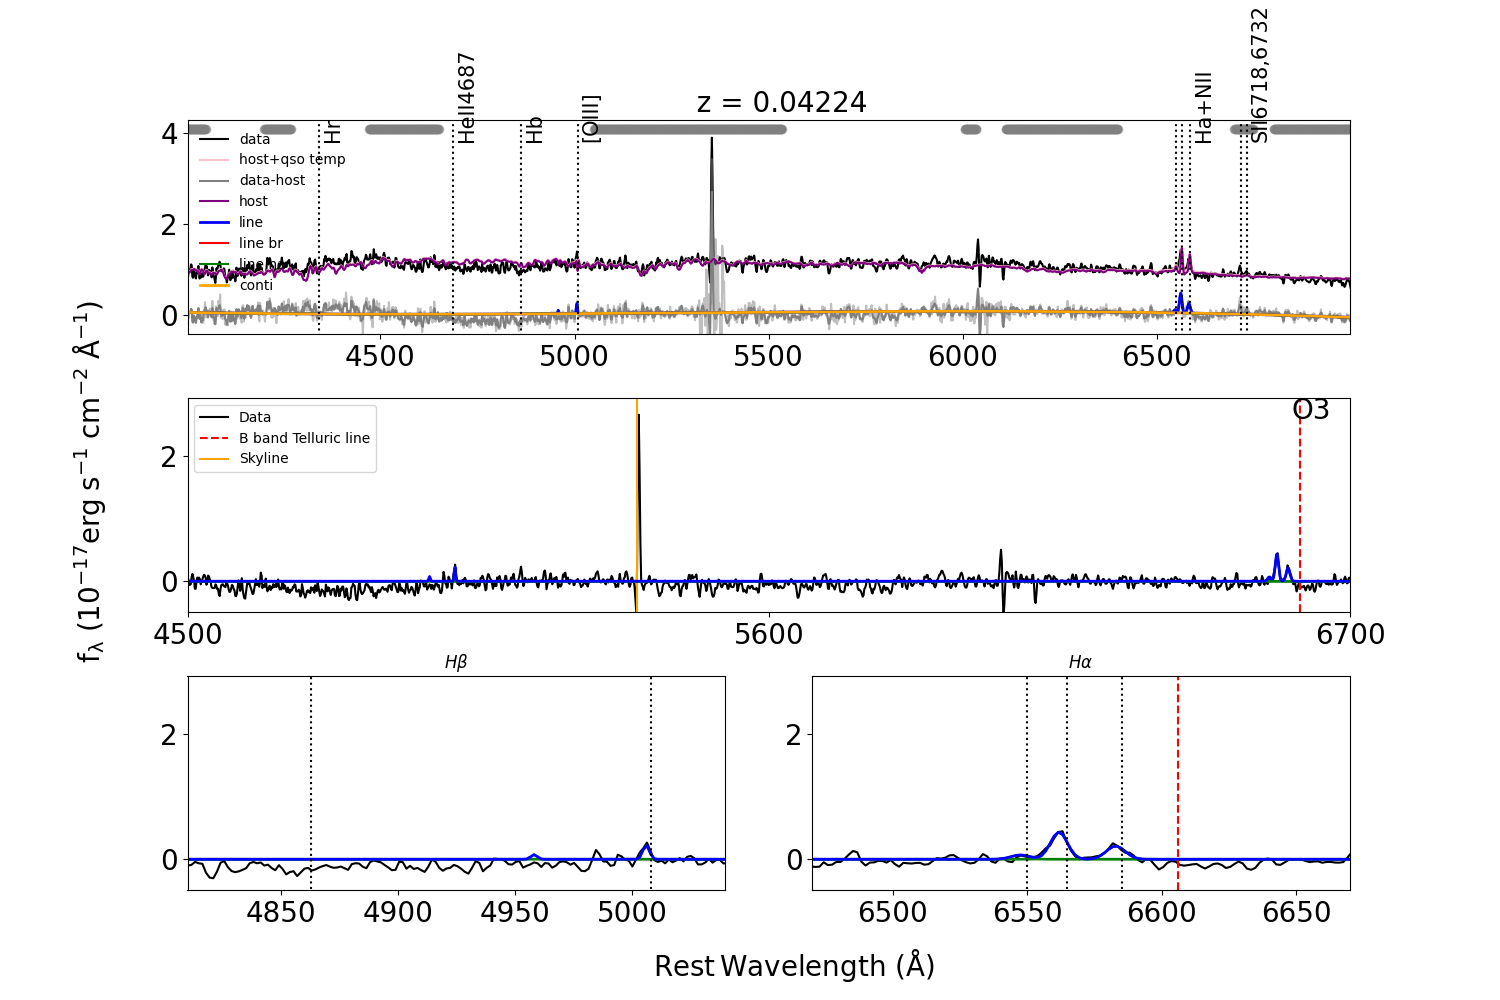 z = 0.04224
Hr
HeII4687
Hb
[OIII]
Ha+NII
SII6718,6732
4
2
0
data
host+qso temp
data-host
host
line
line br
conti
4500
5000
5500
6000
6500
2
0
Data
B band Telluric line
Skyline
O3
4500
5600
6700
fλ (10−17erg s−1 cm−2 Å−1)
Hβ
2
0
4850
4900
4950
5000
Hα
2
0
6500
6550
6600
6650
Rest Wavelength (Å)